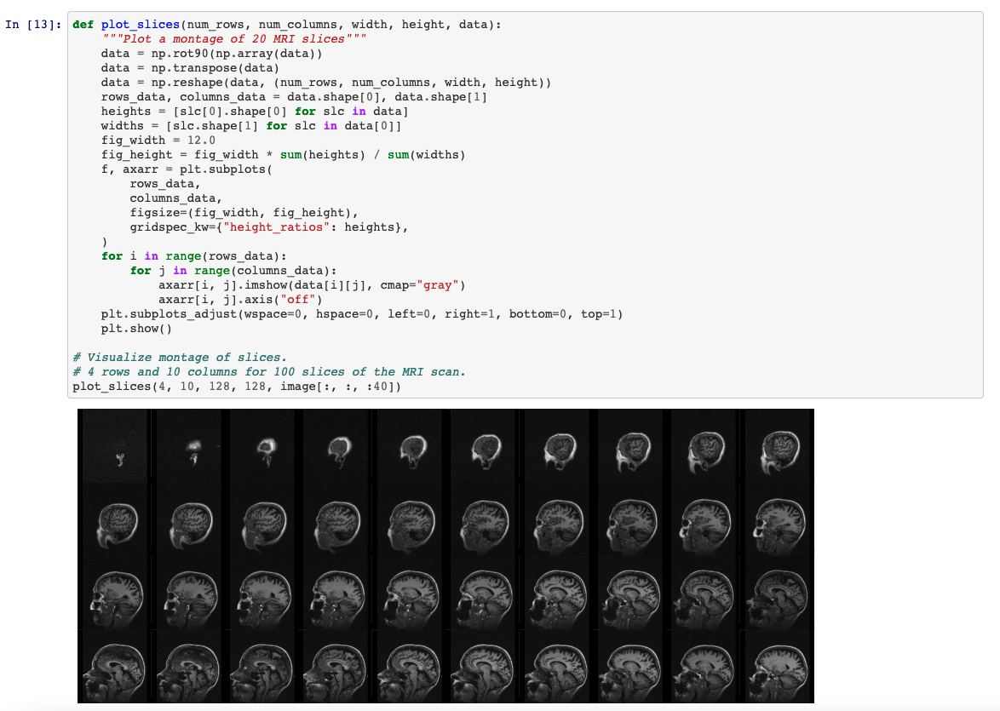 In [13]: def plot_slices(num_rows, num_columns, width, height, data):
    """Plot a montage of 20 MRI slices"""
    data = np.rot90(np.array(data))
    data = np.transpose(data)
    data = np.reshape(data, (num_rows, num_columns, width, height))
    rows_data, columns_data = data.shape[0], data.shape[1]
    heights = [slc[0].shape[0] for slc in data]
    widths = [slc.shape[1] for slc in data[0]]
    fig_width = 12.0
    fig_height = fig_width * sum(heights) / sum(widths)
    f, axarr = plt.subplots(
        rows_data,
        columns_data,
        figsize=(fig_width, fig_height),
        gridspec_kw={"height_ratios": heights},
    )
    for i in range(rows_data):
        for j in range(columns_data):
            axarr[i, j].imshow(data[i][j], cmap="gray")
            axarr[i, j].axis("off")
    plt.subplots_adjust(wspace=0, hspace=0, left=0, right=1, bottom=0, top=1)
    plt.show()
# Visualize montage of slices.
# 4 rows and 10 columns for 100 slices of the MRI scan.
plot_slices(4, 10, 128, 128, image[:, :, :40])